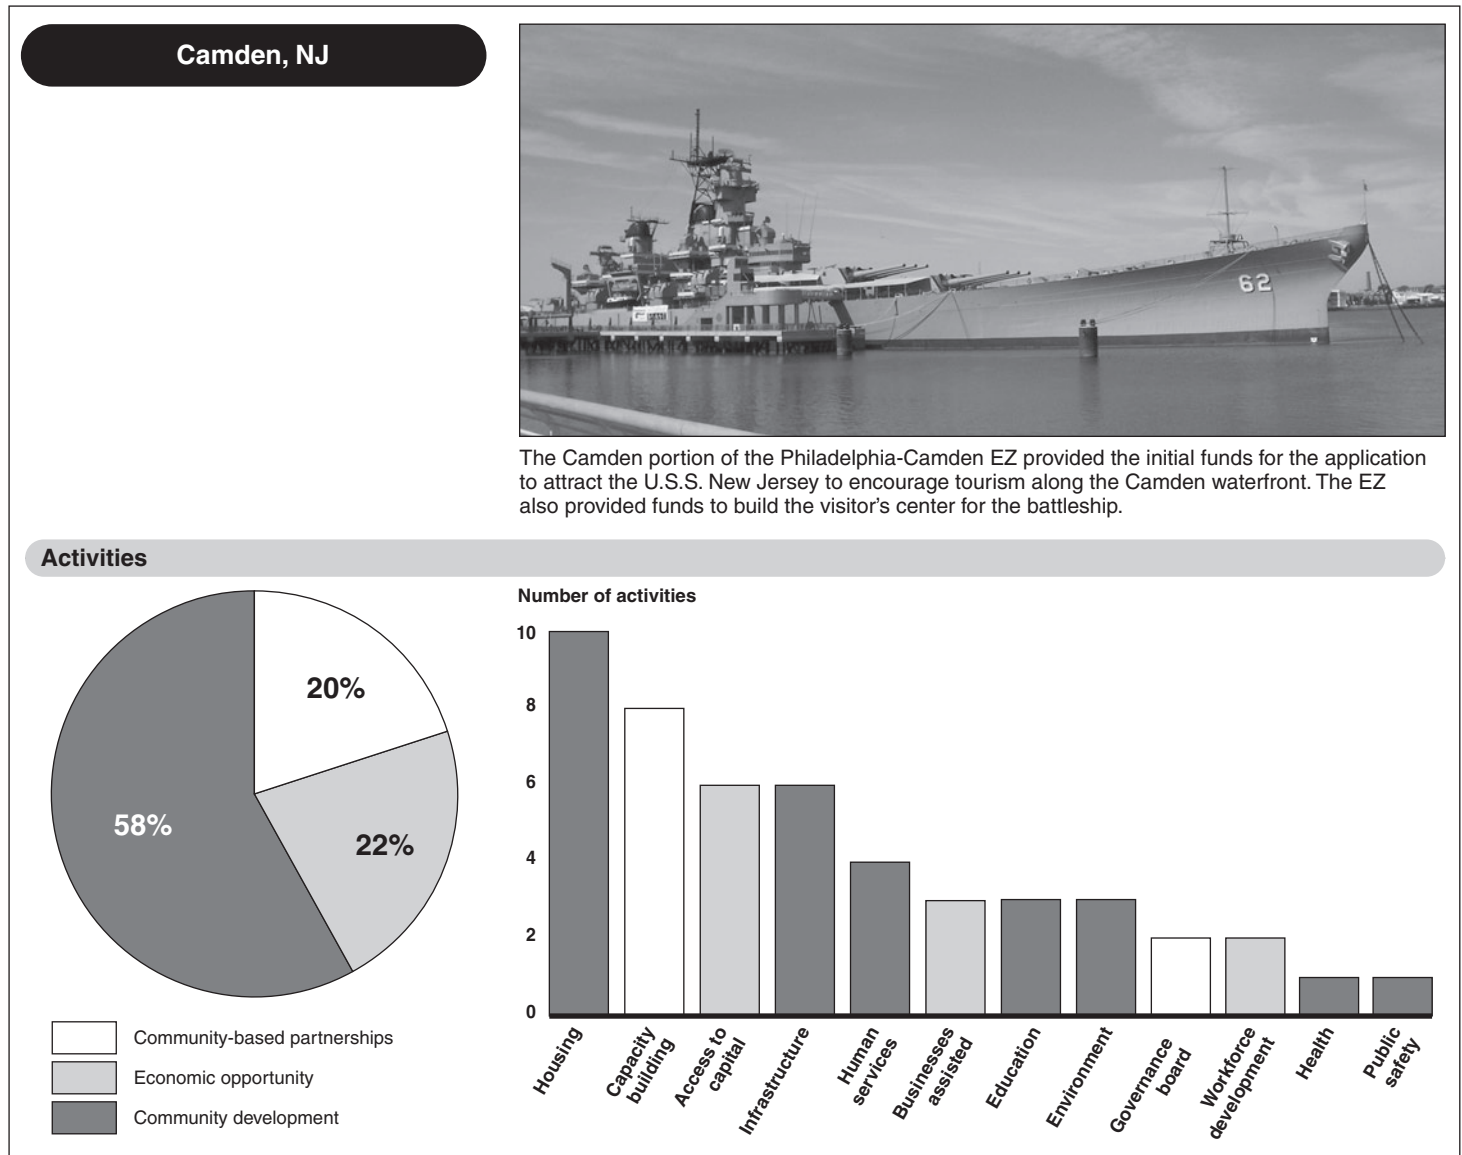 Camden, NJ
62
The Camden portion of the Philadelphia-Camden EZ provided the initial funds for the application
to attract the U.S.S. New Jersey to encourage tourism along the Camden waterfront. The EZ
also provided funds to build the visitor's center for the battleship.
Activities
20%
22%
58%
Community-based partnerships
Economic opportunity
Community development
Number of activities
10
8
6
4
2
0
Housing
Capacity
building
Access to
capital
Infrastructure
Human
services
Businesses
assisted
Education
Environment
Governance
board
Workforce
development
Health
Public
safety